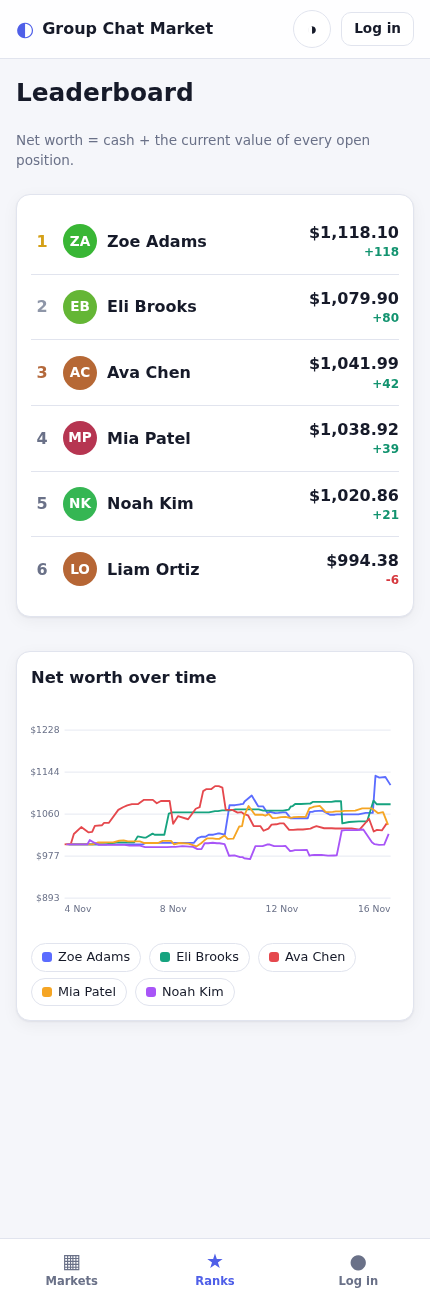 Group Chat Market
Log in
Leaderboard
Net worth = cash + the current value of every open
position.
1 ZA Zoe Adams $1,118.10
+118
2 EB Eli Brooks $1,079.90
+80
3 AC Ava Chen $1,041.99
+42
4 MP Mia Patel $1,038.92
+39
5 NK Noah Kim $1,020.86
+21
6 LO Liam Ortiz $994.38
-6
Net worth over time
$1228
$1144
$1060
$977
$893
4 Nov 8 Nov 12 Nov 16 Nov
Zoe Adams Eli Brooks Ava Chen
Mia Patel Noah Kim
Markets Ranks Log in